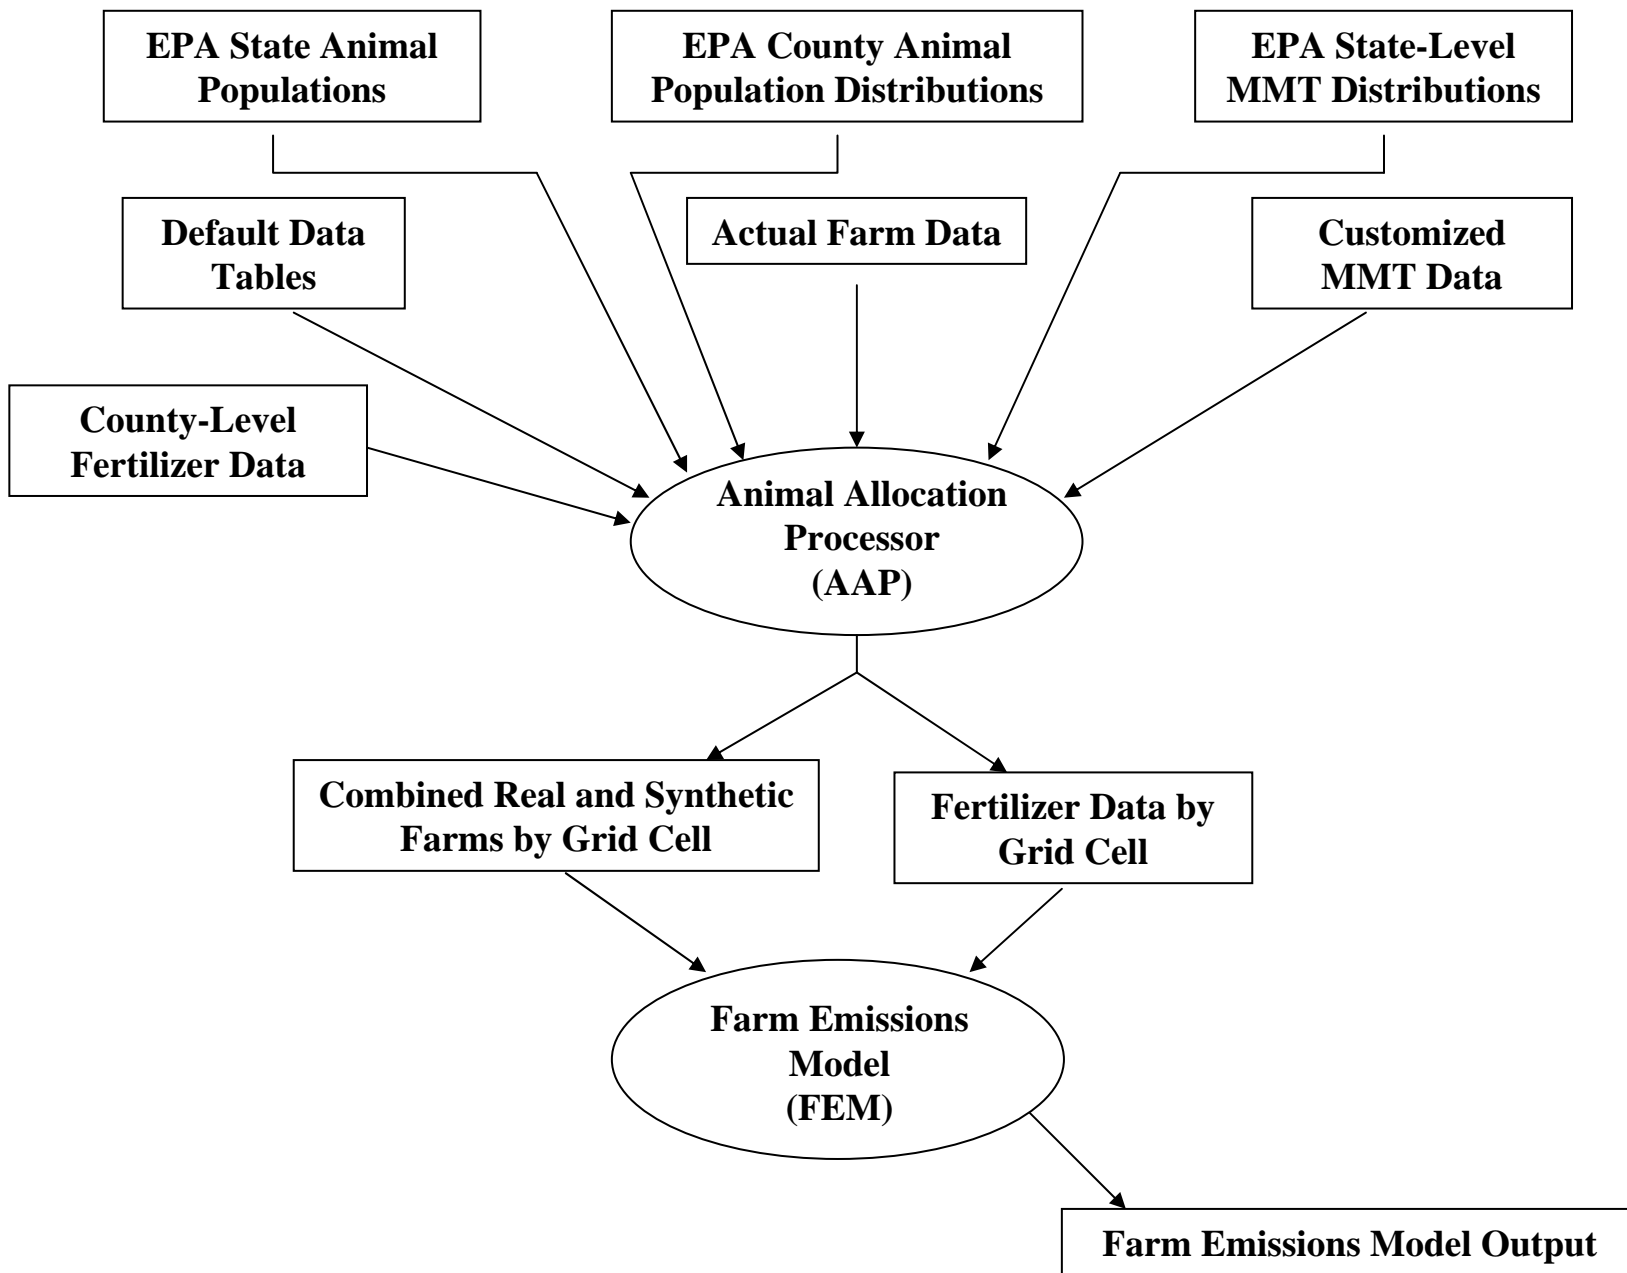 EPA State Animal
Populations
EPA County Animal
Population Distributions
EPA State-Level
MMT Distributions
Default Data
Tables
Actual Farm Data
Customized
MMT Data
County-Level
Fertilizer Data
Animal Allocation
Processor
(AAP)
Combined Real and Synthetic
Farms by Grid Cell
Fertilizer Data by
Grid Cell
Farm Emissions
Model
(FEM)
Farm Emissions Model Output